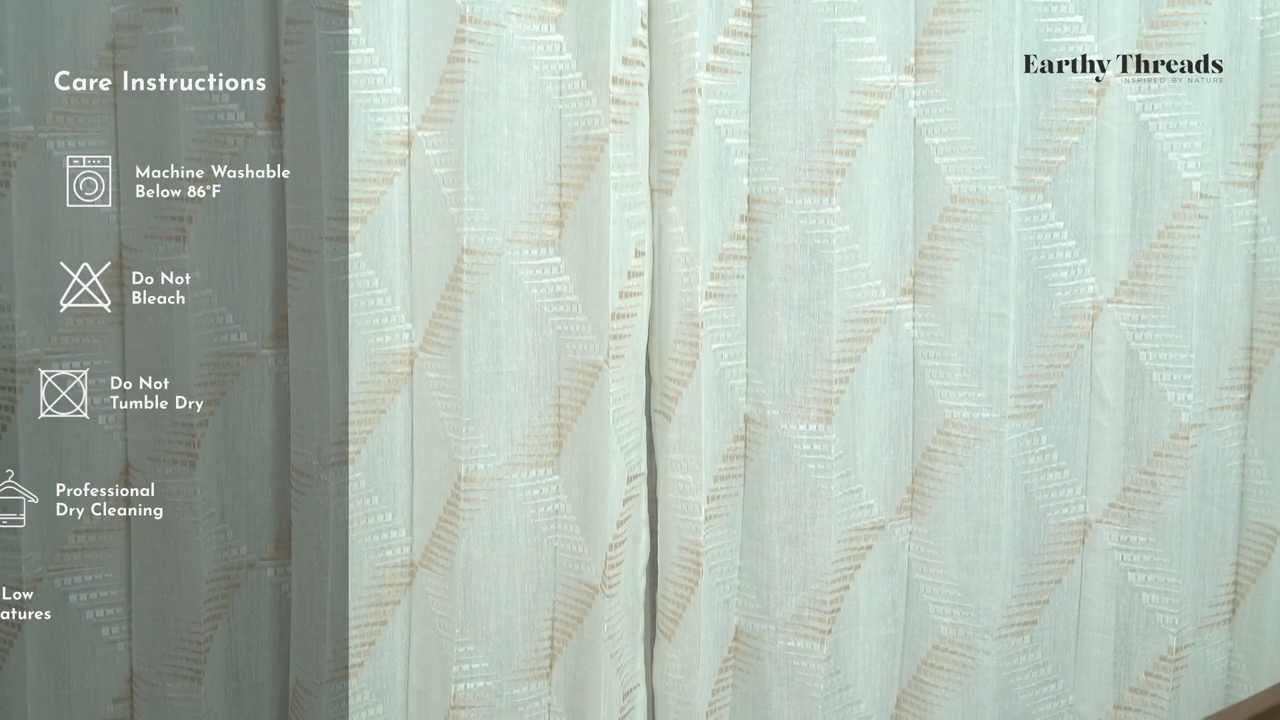 Care Instructions
Earthy Threads
INSPIRED BY NATURE
Machine Washable
Below 86°F
Do Not
Bleach
Do Not
Tumble Dry
Professional
Dry Cleaning
Low
atures